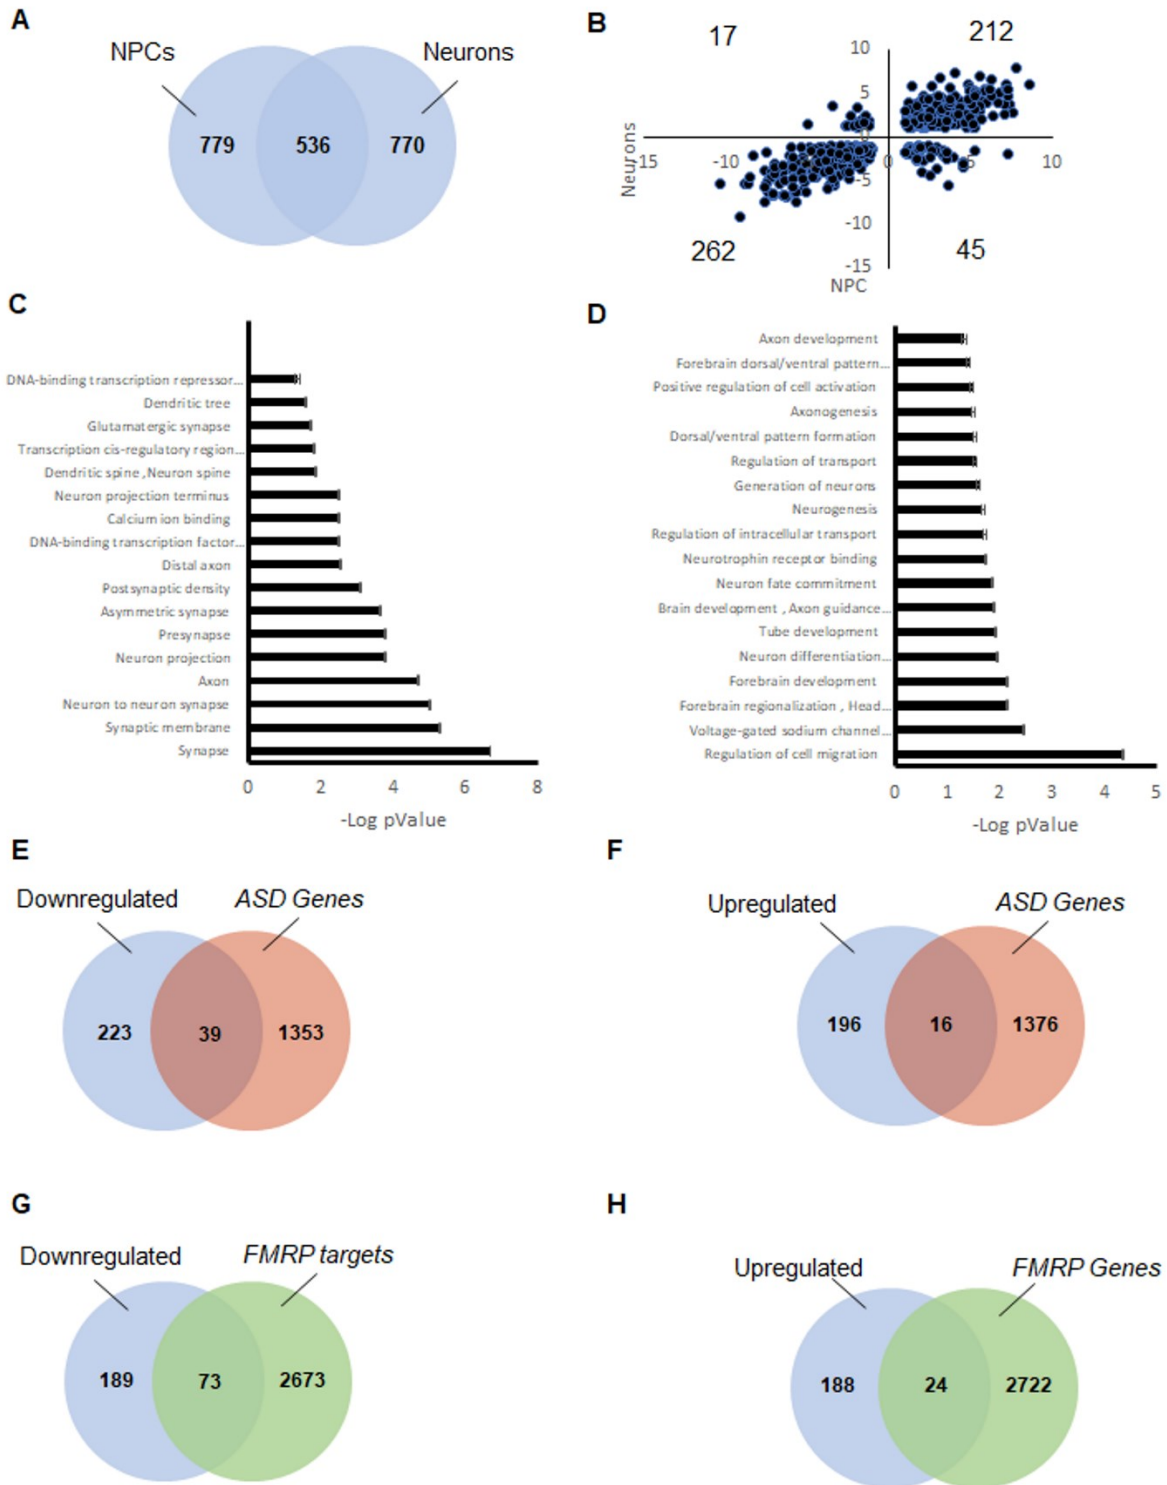 A
NPCs
Neurons
779
536
770
B
17
212
10
5
0
-15
-10
0
5
10
-5
-10
-15
Neurons
NPC
262
45
C
DNA-binding transcription repressor...
Dendritic tree
Glutamatergic synapse
Transcription cis-regulatory region...
Dendritic spine ,Neuron spine
Neuron projection terminus
Calcium ion binding
DNA-binding transcription factor...
Distal axon
Postsynaptic density
Asymmetric synapse
Presynapse
Neuron projection
Axon
Neuron to neuron synapse
Synaptic membrane
Synapse
0 2 4 6 8
-Log pValue
D
Axon development
Forebrain dorsal/ventral pattern...
Positive regulation of cell activation
Axonogenesis
Dorsal/ventral pattern formation
Regulation of transport
Generation of neurons
Neurogenesis
Regulation of intracellular transport
Neurotrophin receptor binding
Neuron fate commitment
Brain development , Axon guidance...
Tube development
Neuron differentiation...
Forebrain development
Forebrain regionalization , Head...
Voltage-gated sodium channel...
Regulation of cell migration
0 1 2 3 4 5
-Log pValue
E
Downregulated
ASD Genes
223
39
1353
F
Upregulated
ASD Genes
196
16
1376
G
Downregulated
FMRP targets
189
73
2673
H
Upregulated
FMRP Genes
188
24
2722